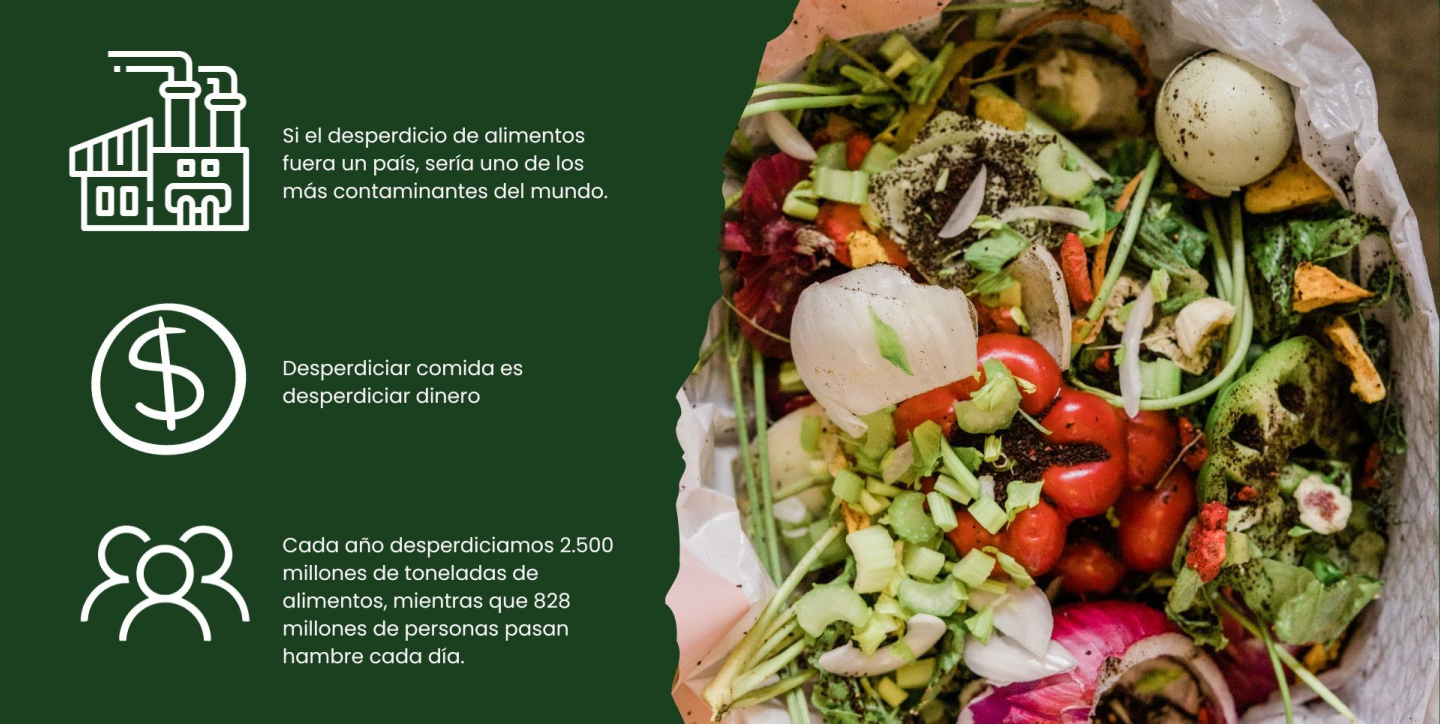 Si el desperdicio de alimentos
fuera un país, sería uno de los
más contaminantes del mundo.
Desperdiciar comida es
desperdiciar dinero
Cada año desperdiciamos 2.500
millones de toneladas de
alimentos, mientras que 828
millones de personas pasan
hambre cada día.